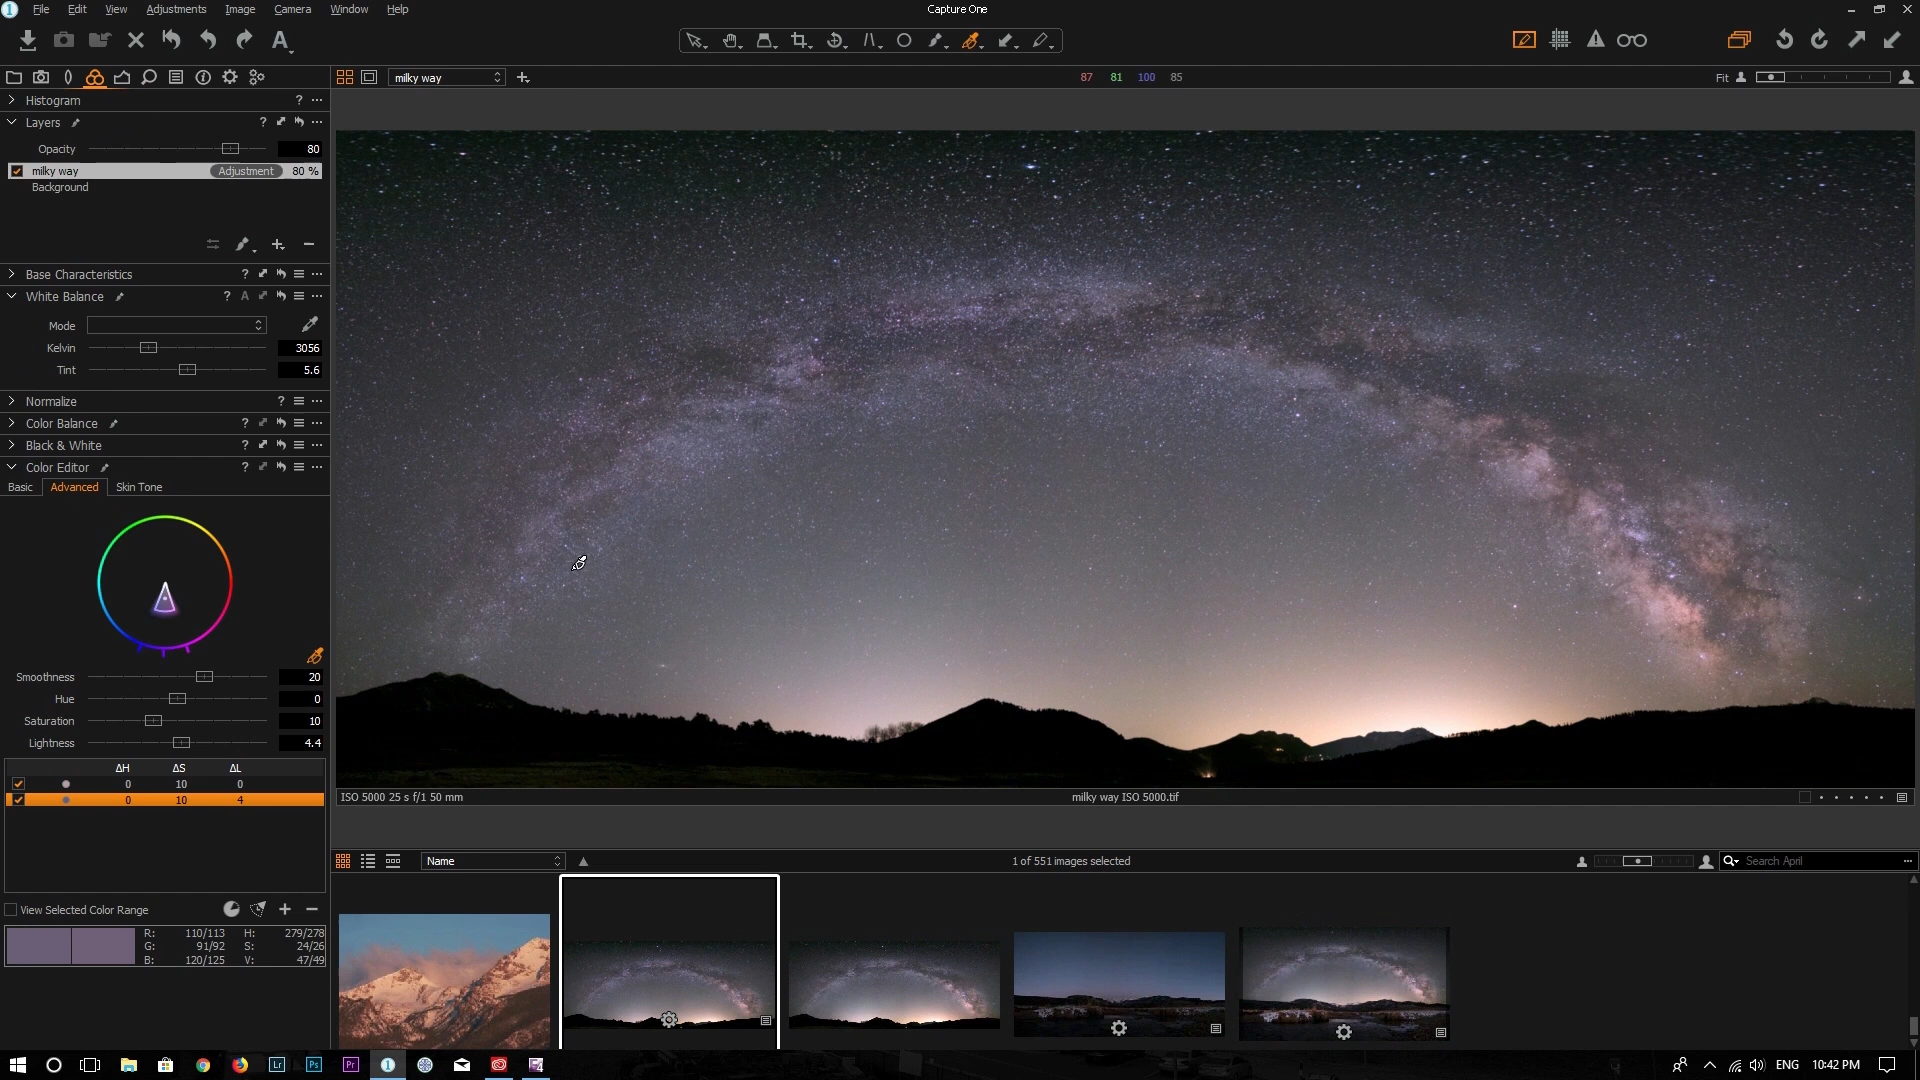 File Edit View Adjustments Image Camera Window Help
Capture One
A
milky way
87 81 100 85
Fit
Histogram
Layers
Opacity 80
milky way Adjustment 80 %
Background
Base Characteristics
White Balance
Mode
Kelvin 3056
Tint 5.6
Normalize
Color Balance
Black & White
Color Editor
Basic Advanced Skin Tone
Smoothness 20
Hue 0
Saturation 10
Lightness 4.4
ΔH ΔS ΔL
0 10 0
0 10 4
ISO 5000 25 s f/1 50 mm
milky way ISO 5000.tif
Name
1 of 551 images selected
Search April
View Selected Color Range
R: 110/113 H: 279/278
G: 91/92 S: 24/26
B: 120/125 V: 47/49
Lr Ps Pr 1
ENG 10:42 PM